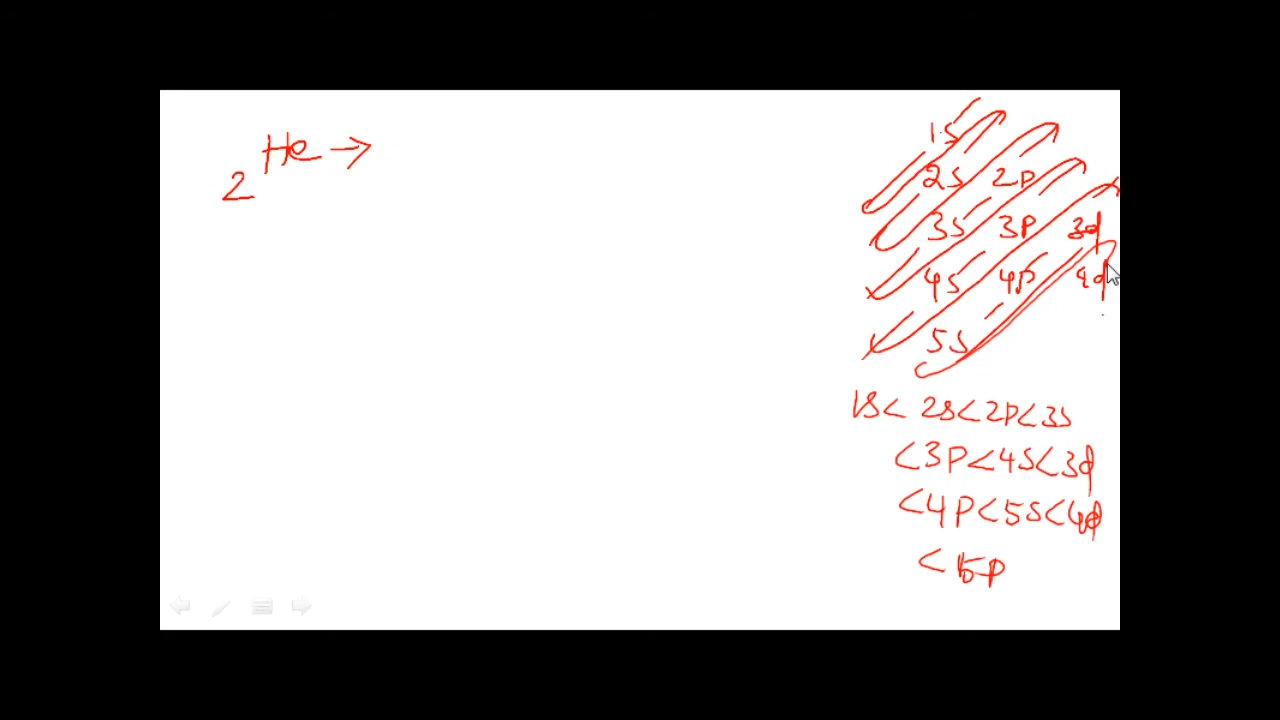 2He→
1s
2s 2p
3s 3p 3d
4s 4p 4d
5s
1s< 2s<2p<3s
<3p<4s<3d
<4p<5s<4d
<5p